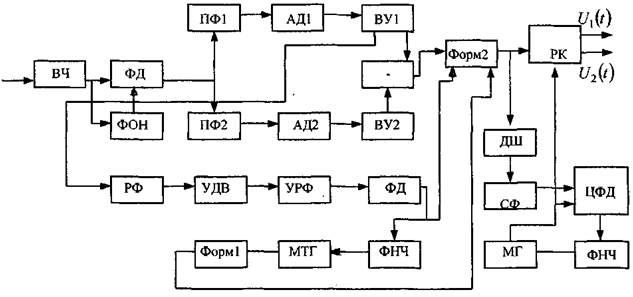 ПФ1 АД1 ВУ1 U₁(t)
ВЧ ФД - Форм2 РК
U₂(t)
ФОН ПФ2 АД2 ВУ2
ДШ
РФ УДВ УРФ ФД СФ ЦФД
Форм1 МТГ ФНЧ МГ ФНЧ